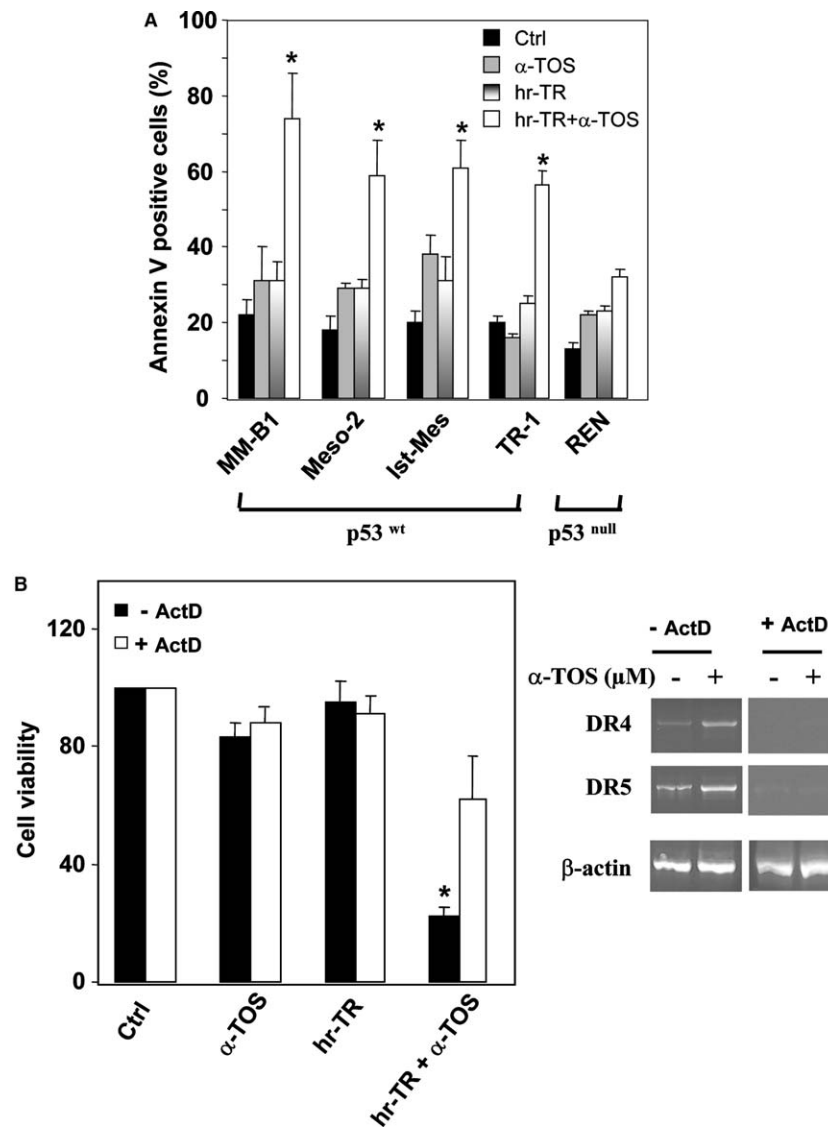 A
Annexin V positive cells (%)
100
80
60
40
20
0
Ctrl
α-TOS
hr-TR
hr-TR+α-TOS
*
*
*
*
MM-B1
Meso-2
Ist-Mes
TR-1
REN
p53 wt
p53 null
B
Cell viability
120
80
40
0
- ActD
+ ActD
*
Ctrl
α-TOS
hr-TR
hr-TR + α-TOS
- ActD + ActD
α-TOS (µM) - + - +
DR4
DR5
β-actin